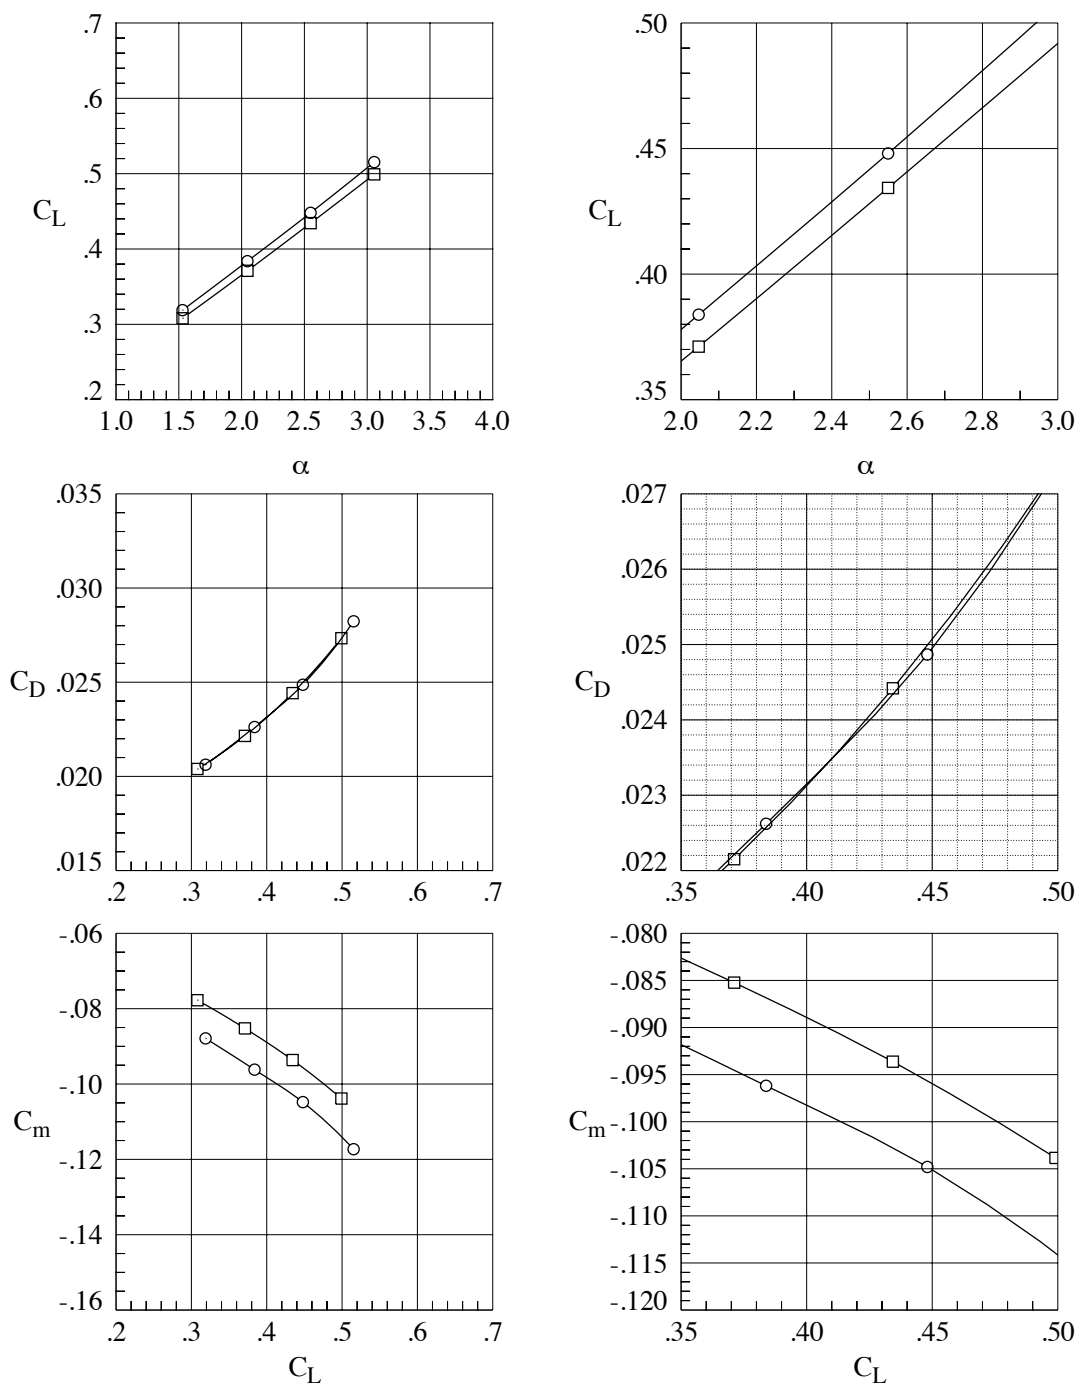 .7
.6
.5
C_L
.4
.3
.2
1.0 1.5 2.0 2.5 3.0 3.5 4.0
α
.50
.45
C_L
.40
.35
2.0 2.2 2.4 2.6 2.8 3.0
α
.035
.030
C_D .025
.020
.015
.2 .3 .4 .5 .6 .7
.027
.026
.025
C_D
.024
.023
.022
.35 .40 .45 .50
-.06
-.08
-.10
C_m
-.12
-.14
-.16
.2 .3 .4 .5 .6 .7
C_L
-.080
-.085
-.090
-.095
C_m -.100
-.105
-.110
-.115
-.120
.35 .40 .45 .50
C_L